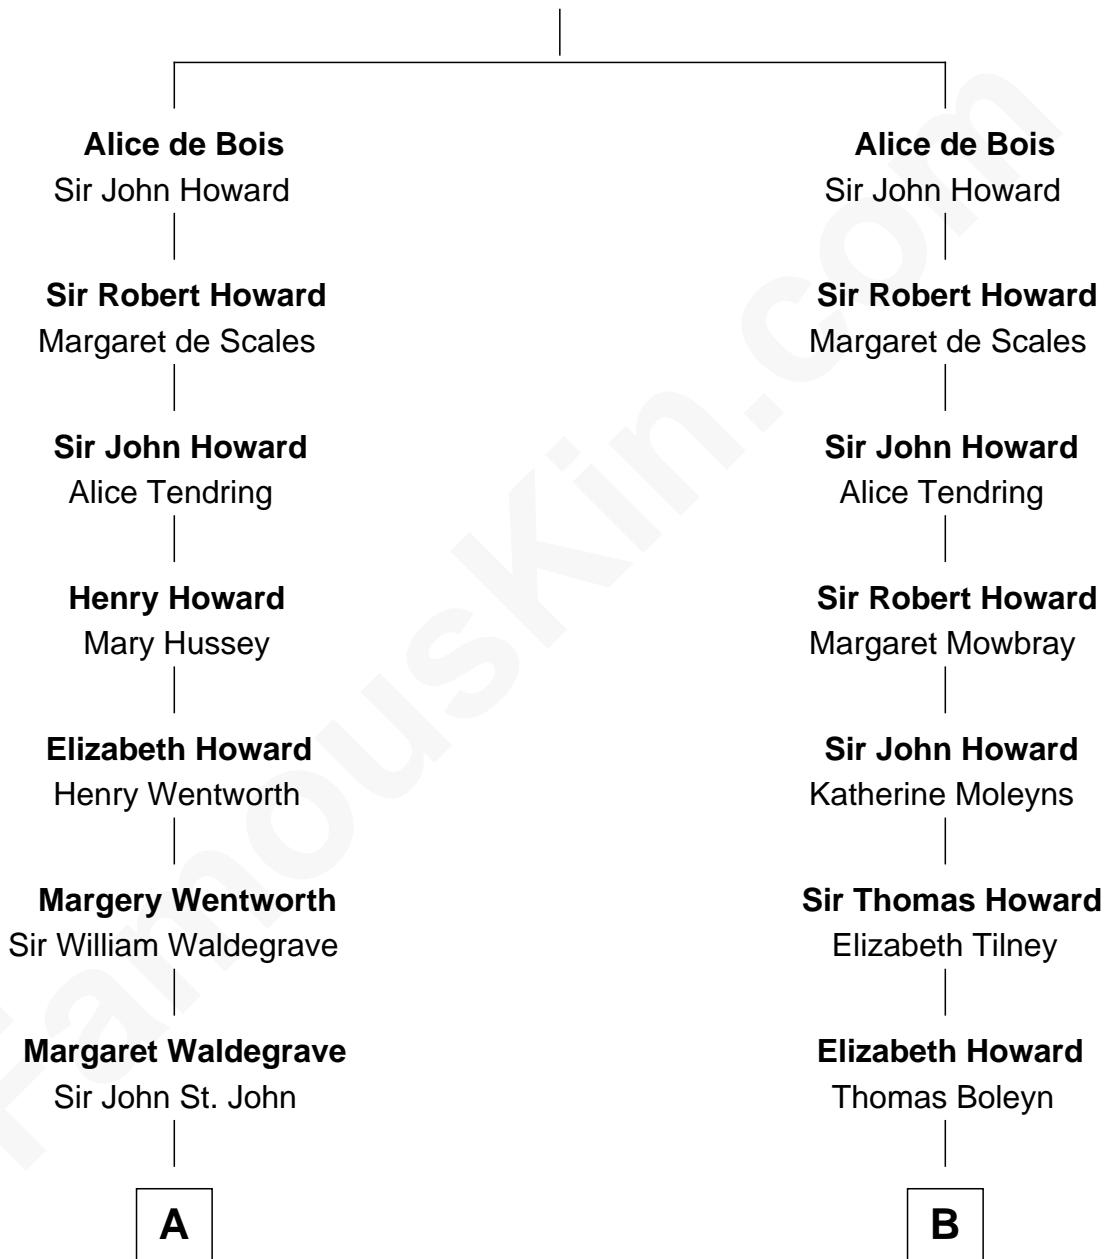 Alice de Bois
Sir John Howard
Sir Robert Howard
Margaret de Scales
Sir John Howard
Alice Tendring
Henry Howard
Mary Hussey
Elizabeth Howard
Henry Wentworth
Margery Wentworth
Sir William Waldegrave
Margaret Waldegrave
Sir John St. John
A
Alice de Bois
Sir John Howard
Sir Robert Howard
Margaret de Scales
Sir John Howard
Alice Tendring
Sir Robert Howard
Margaret Mowbray
Sir John Howard
Katherine Moleyns
Sir Thomas Howard
Elizabeth Tilney
Elizabeth Howard
Thomas Boleyn
B
FamousKin.com